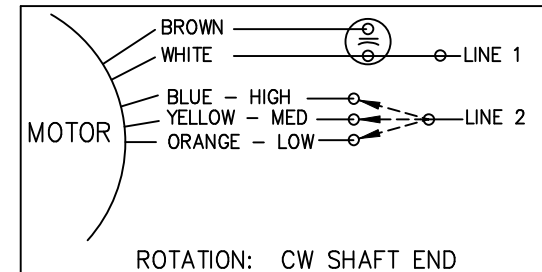 BROWN
WHITE
LINE 1
BLUE - HIGH
YELLOW - MED
LINE 2
MOTOR
ORANGE - LOW
ROTATION: CW SHAFT END